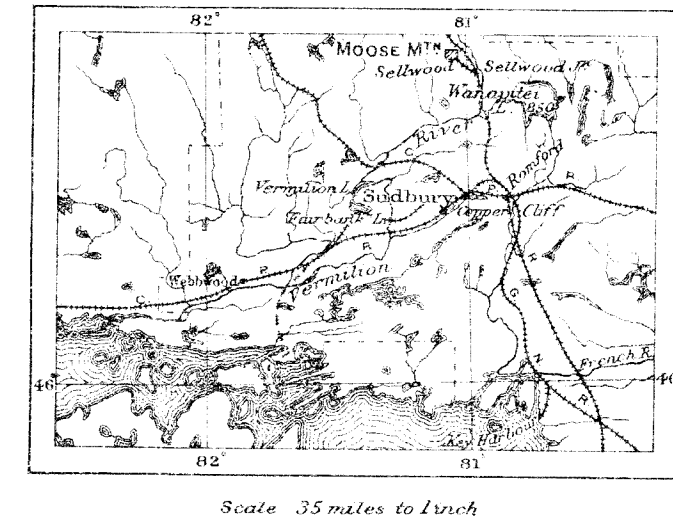 82° 81°
MOOSE MTN
Sellwood Sellwood Jc.
Wanapitei
L. 850
River
C
Romford
Vermilion L.
P
R
Sudbury
Fairbank L.
Copper Cliff
R
P
Webbwood
Vermilion
C
P
G
N
French R.
46° 46
R
Key Harbour
82° 81°
Scale 35 miles to 1 inch